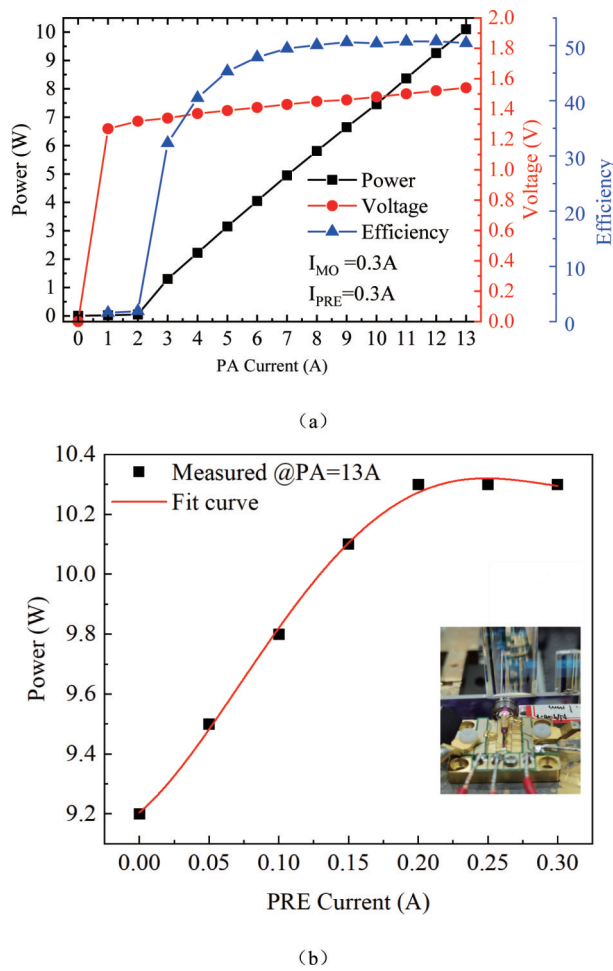 10
9
8
7
6
5
4
3
2
1
0
Power (W)
2.0
1.8
1.6
1.4
1.2
1.0
0.8
0.6
0.4
0.2
0.0
Voltage (V)
50
40
30
20
10
0
Efficiency
Power
Voltage
Efficiency
I_MO =0.3A
I_PRE=0.3A
0 1 2 3 4 5 6 7 8 9 10 11 12 13
PA Current (A)
(a)
10.4
10.2
10.0
9.8
9.6
9.4
9.2
Power (W)
Measured @PA=13A
Fit curve
0.00 0.05 0.10 0.15 0.20 0.25 0.30
PRE Current (A)
(b)